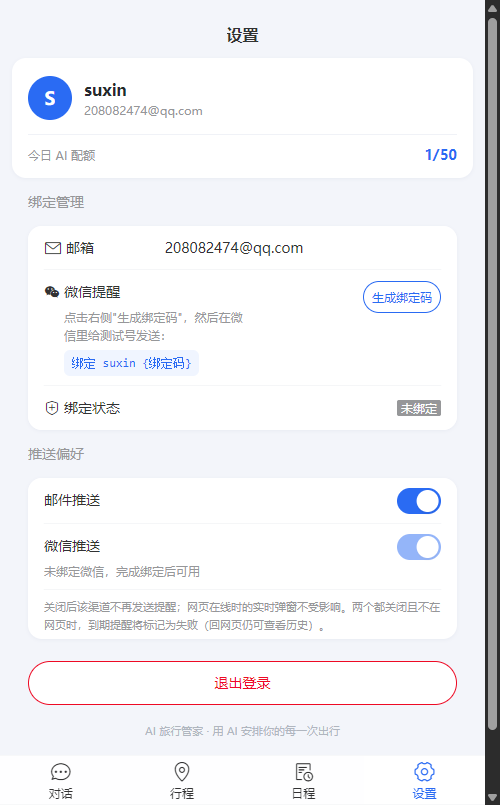 设置
S
suxin
208082474@qq.com
今日 AI 配额 1/50
绑定管理
邮箱 208082474@qq.com
微信提醒 生成绑定码
点击右侧"生成绑定码"，然后在微
信里给测试号发送：
绑定 suxin {绑定码}
绑定状态 未绑定
推送偏好
邮件推送
微信推送
未绑定微信，完成绑定后可用
关闭后该渠道不再发送提醒；网页在线时的实时弹窗不受影响。两个都关闭且不在
网页时，到期提醒将标记为失败（回网页仍可查看历史）。
退出登录
AI 旅行管家 · 用 AI 安排你的每一次出行
对话 行程 日程 设置